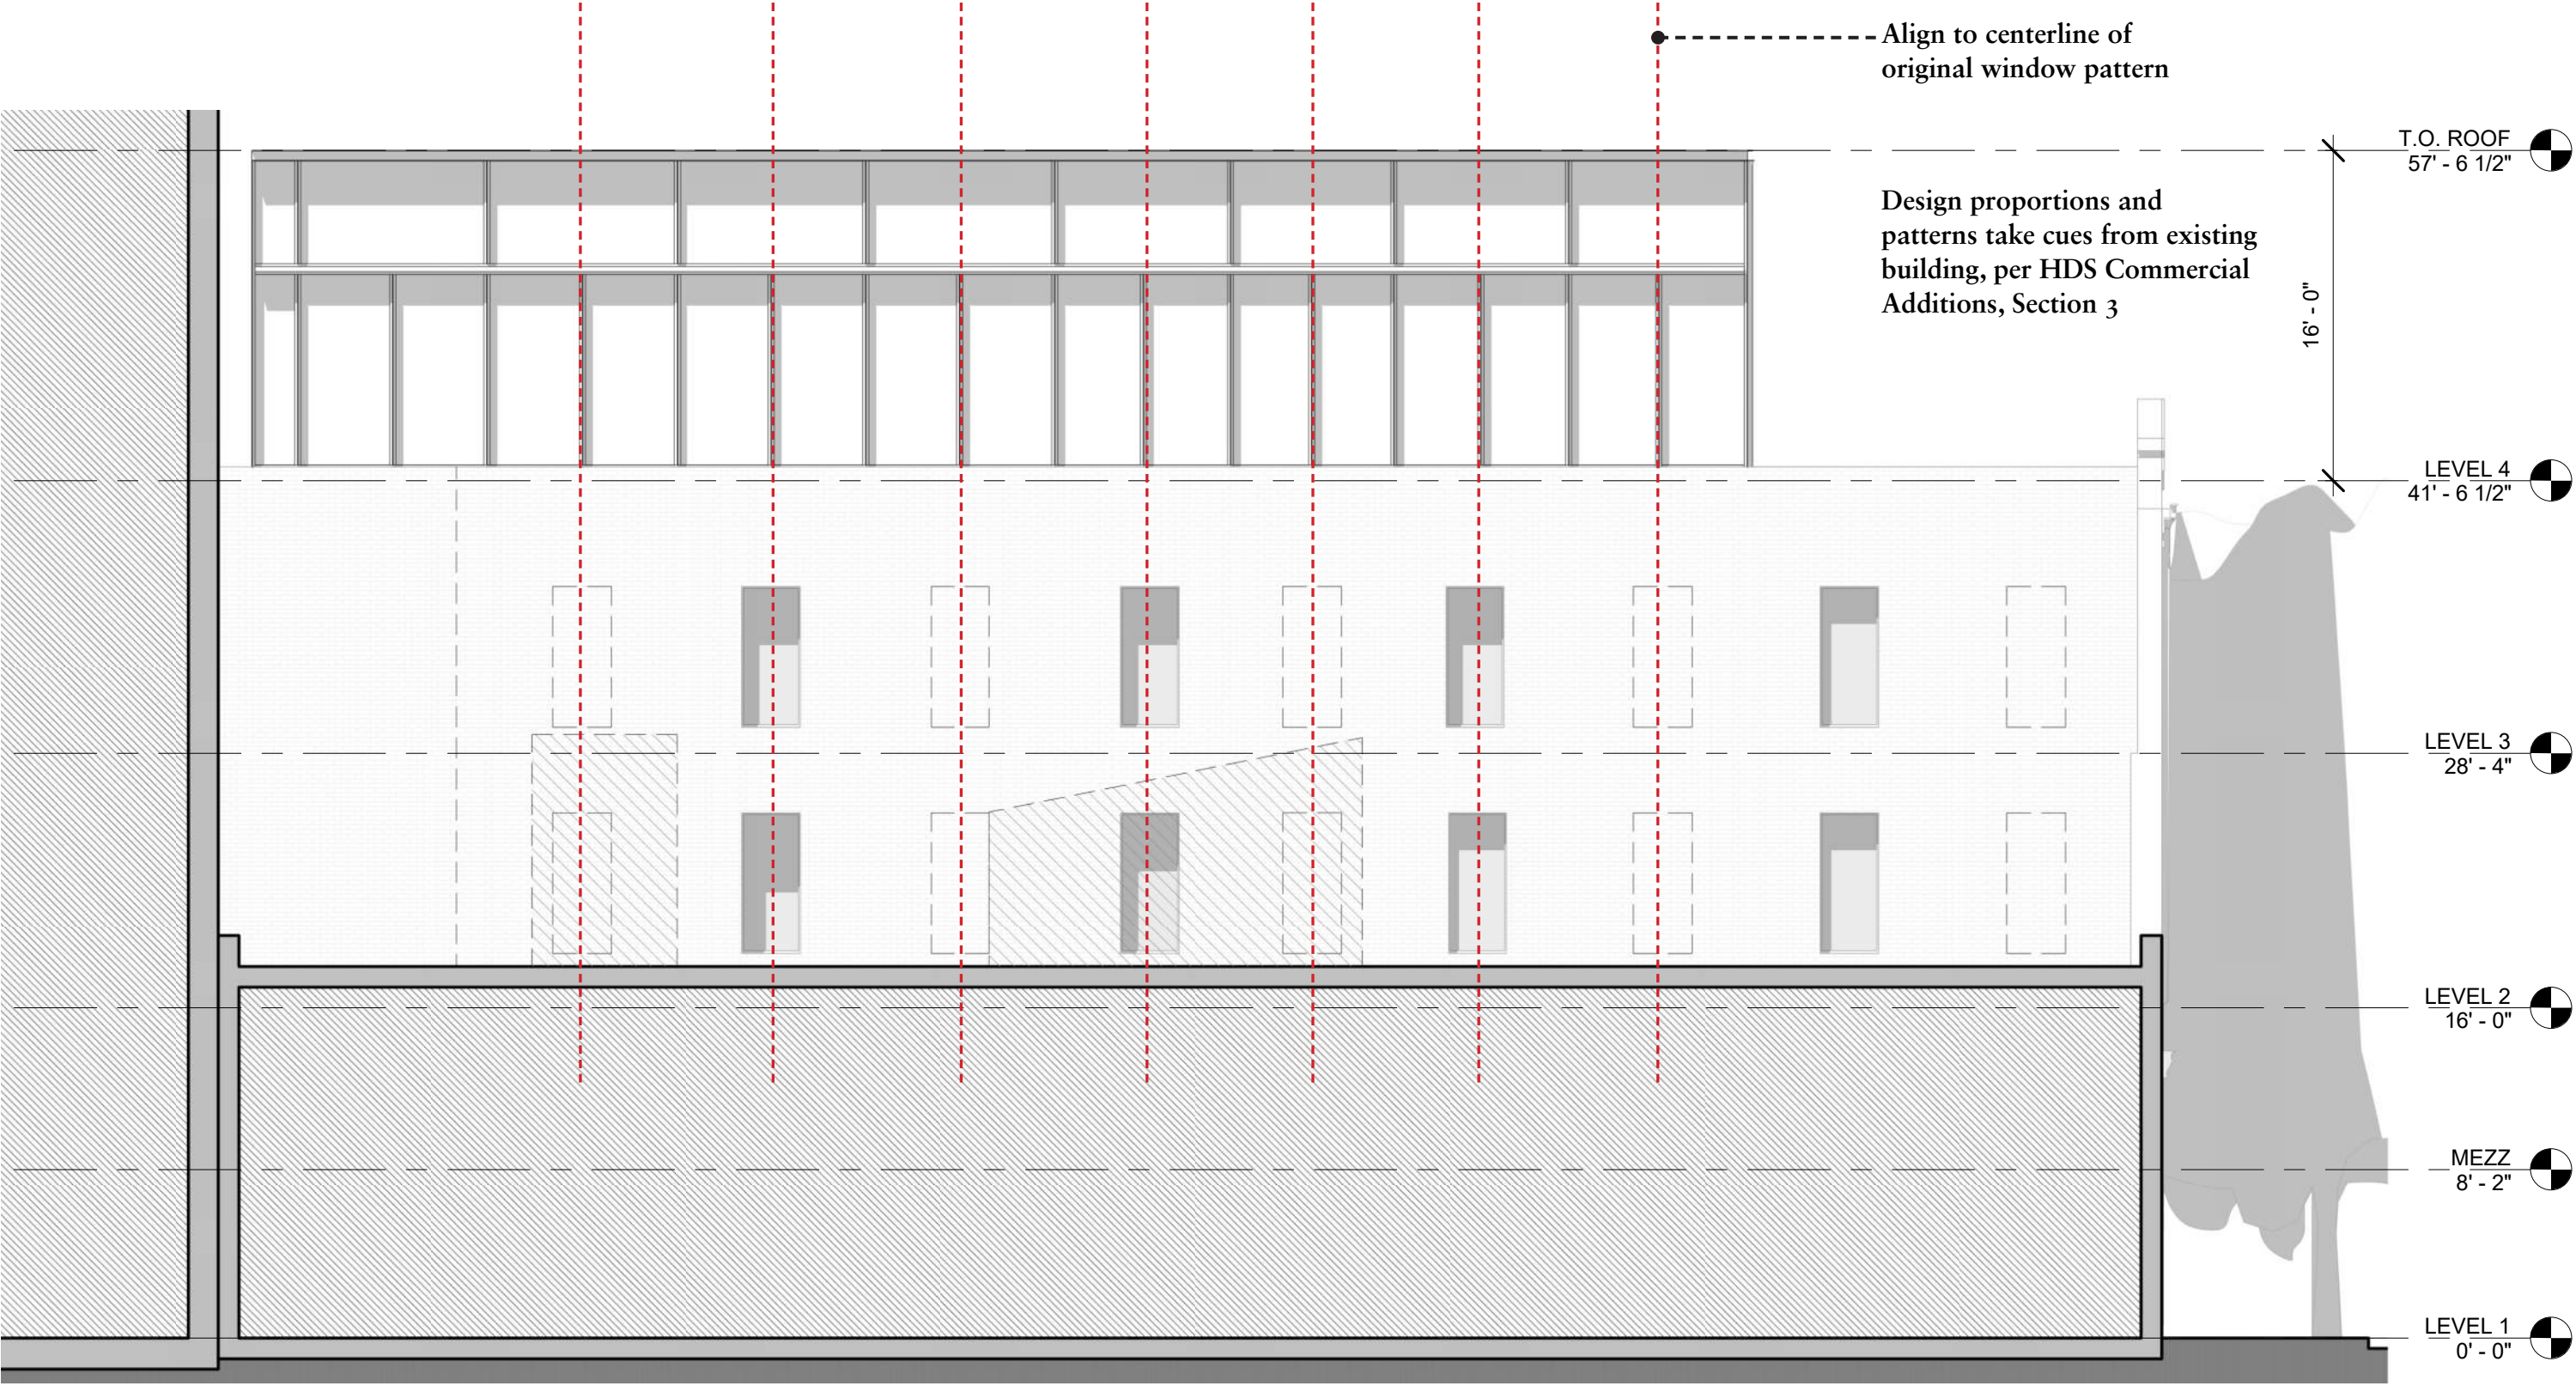 Align to centerline of
original window pattern
T.O. ROOF
57' - 6 1/2"
Design proportions and
patterns take cues from existing
building, per HDS Commercial
Additions, Section 3
16' - 0"
LEVEL 4
41' - 6 1/2"
LEVEL 3
28' - 4"
LEVEL 2
16' - 0"
MEZZ
8' - 2"
LEVEL 1
0' - 0"